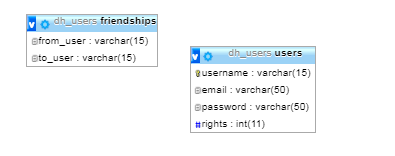 dh_users friendships
from_user : varchar(15)
to_user : varchar(15)
dh_users users
username : varchar(15)
email : varchar(50)
password : varchar(50)
# rights : int(11)